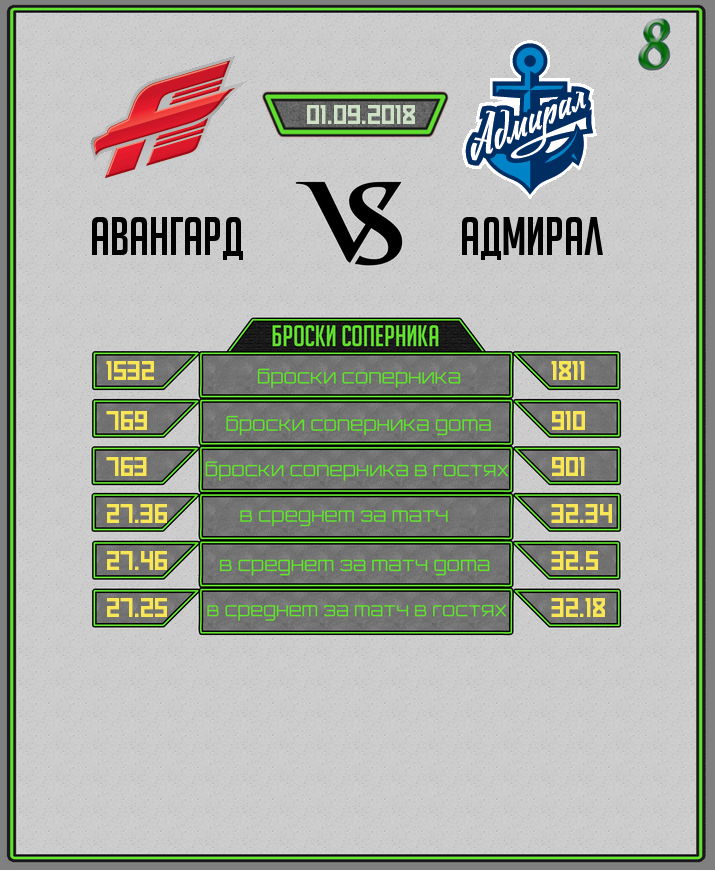 8
01.09.2018
Адмирал
АВАНГАРД VS АДМИРАЛ
БРОСКИ СОПЕРНИКА
1532 Броски соперника 1811
769 Броски соперника дома 910
763 Броски соперника в гостях 901
27.36 в среднем за матч 32.34
27.46 в среднем за матч дома 32.5
27.25 в среднем за матч в гостях 32.18